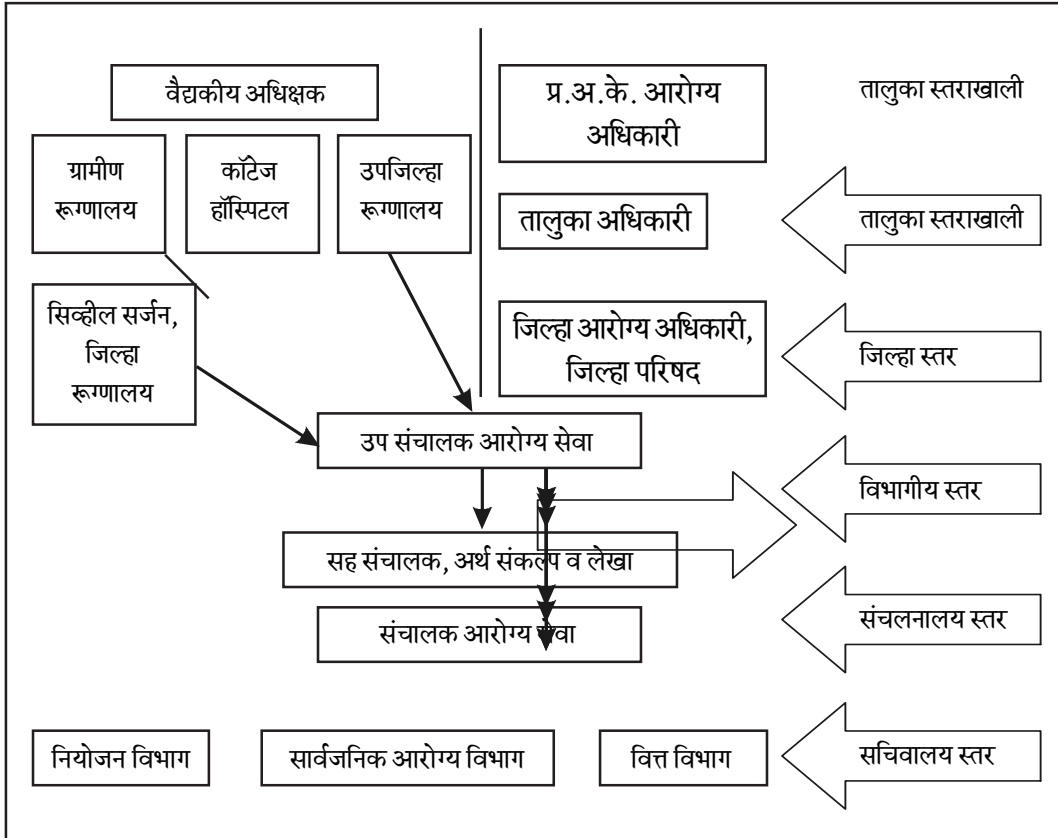 वैद्यकीय अधिक्षक
प्र.अ.के. आरोग्य
अधिकारी
तालुका स्तराखाली
ग्रामीण
रूग्णालय
कॉटेज
हॉस्पिटल
उपजिल्हा
रूग्णालय
तालुका अधिकारी
तालुका स्तराखाली
सिव्हील सर्जन,
जिल्हा
रूग्णालय
जिल्हा आरोग्य अधिकारी,
जिल्हा परिषद
जिल्हा स्तर
उप संचालक आरोग्य सेवा
विभागीय स्तर
सह संचालक, अर्थ संकल्प व लेखा
संचालक आरोग्य सेवा
संचलनालय स्तर
नियोजन विभाग
सार्वजनिक आरोग्य विभाग
वित्त विभाग
सचिवालय स्तर